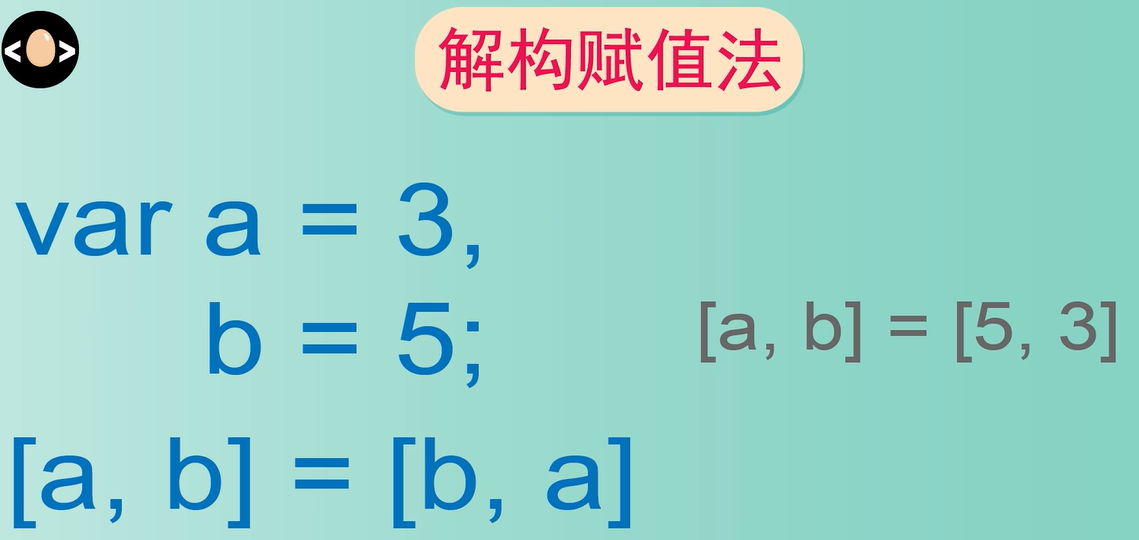 解构赋值法
var a = 3,
b = 5;
[a, b] = [5, 3]
[a, b] = [b, a]